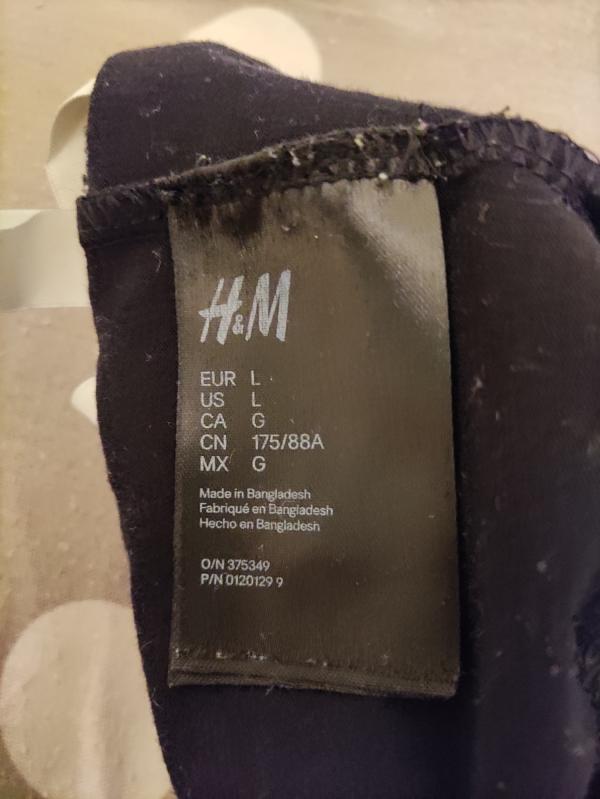 H&M
EUR L
US L
CA G
CN 175/88A
MX G
Made in Bangladesh
Fabriqué en Bangladesh
Hecho en Bangladesh
O/N 375349
P/N 0120129 9